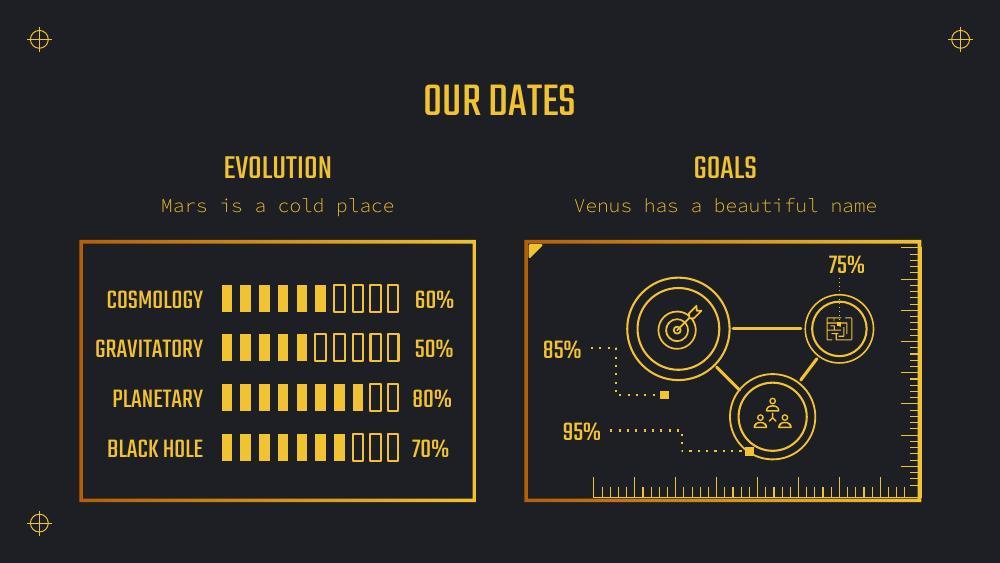 OUR DATES
EVOLUTION
Mars is a cold place
COSMOLOGY 60%
GRAVITATORY 50%
PLANETARY 80%
BLACK HOLE 70%
GOALS
Venus has a beautiful name
75%
85%
95%